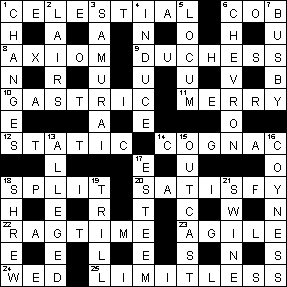 1 2 3 4 5 6 7
C E L E S T I A L C O B
H A A N O H U
8 9
A X I O M D U C H E S S
N R U U U V B
10 11
G A S T R I C M E R R Y
E A E O
12 13 14 15 16
S T A T I C C O G N A C
17
L E U O
18 19 20 21
S P L I T S A T I S F Y
H E R T C W N
22 23
R A G T I M E A G I L E
E E L E S N S
24 25
W E D L I M I T L E S S